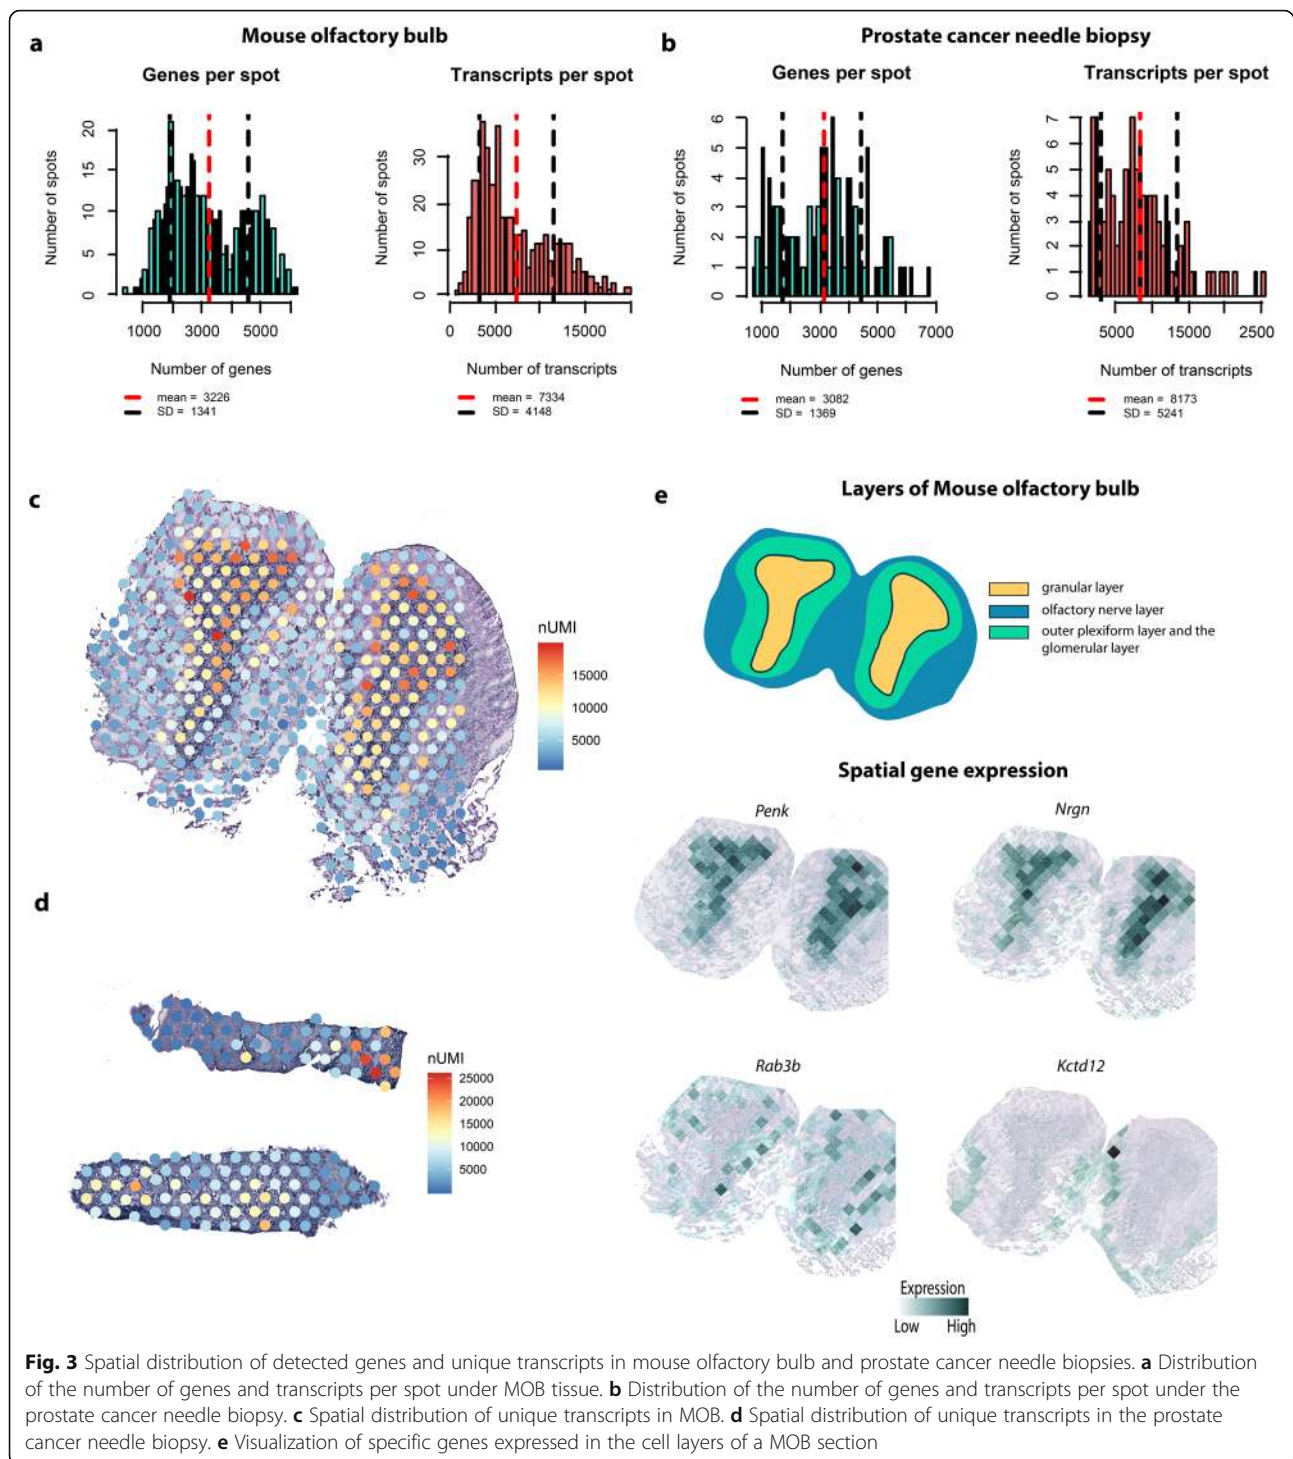 a
Mouse olfactory bulb
Genes per spot
Number of spots
0
5
10
15
20
1000
3000
5000
Number of genes
mean = 3226
SD = 1341
Transcripts per spot
Number of spots
0
10
20
30
0
5000
15000
Number of transcripts
mean = 7334
SD = 4148
b
Prostate cancer needle biopsy
Genes per spot
Number of spots
0
1
2
3
4
5
6
1000
3000
5000
7000
Number of genes
mean = 3082
SD = 1369
Transcripts per spot
Number of spots
0
1
2
3
4
5
6
7
5000
15000
2500
Number of transcripts
mean = 8173
SD = 5241
c
nUMI
15000
10000
5000
d
nUMI
25000
20000
15000
10000
5000
e
Layers of Mouse olfactory bulb
granular layer
olfactory nerve layer
outer plexiform layer and the
glomerular layer
Spatial gene expression
Penk
Nrgn
Rab3b
Kctd12
Expression
Low High
Fig. 3 Spatial distribution of detected genes and unique transcripts in mouse olfactory bulb and prostate cancer needle biopsies. a Distribution
of the number of genes and transcripts per spot under MOB tissue. b Distribution of the number of genes and transcripts per spot under the
prostate cancer needle biopsy. c Spatial distribution of unique transcripts in MOB. d Spatial distribution of unique transcripts in the prostate
cancer needle biopsy. e Visualization of specific genes expressed in the cell layers of a MOB section